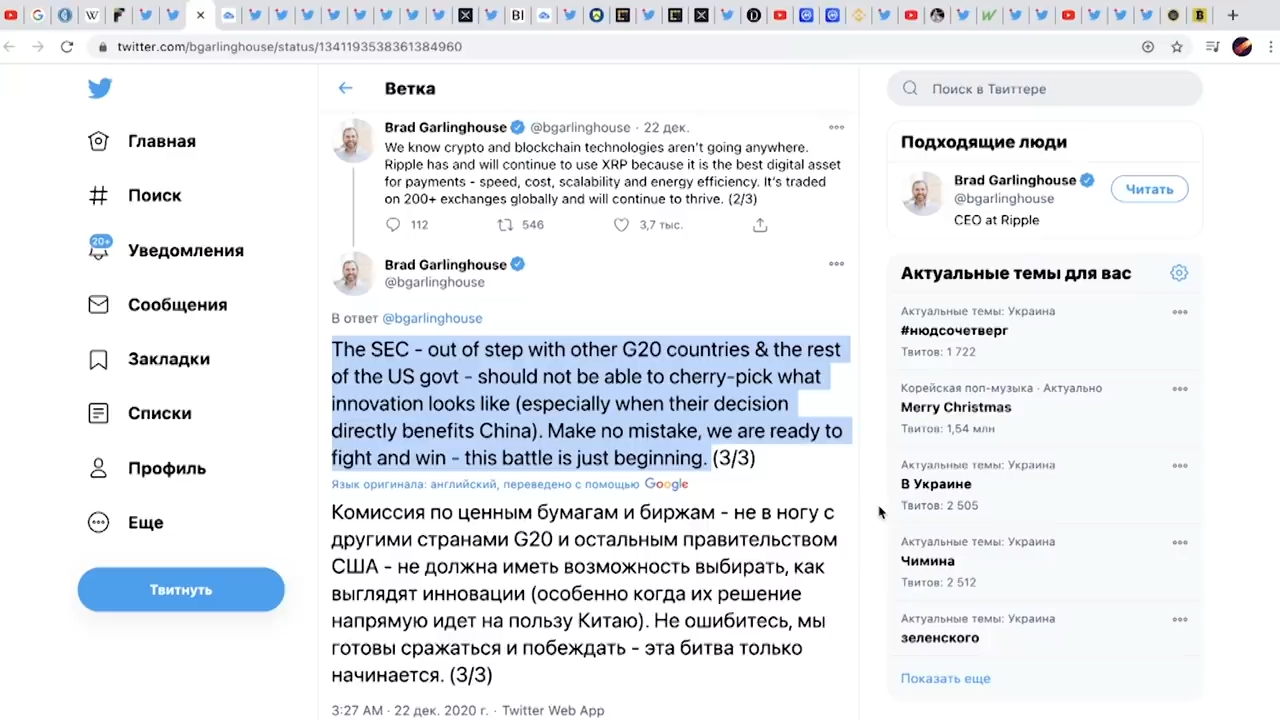 twitter.com/bgarlinghouse/status/1341193538361384960
Главная
Поиск
20+
Уведомления
Сообщения
Закладки
Списки
Профиль
Еще
Твитнуть
Ветка
Brad Garlinghouse @bgarlinghouse · 22 дек.
We know crypto and blockchain technologies aren't going anywhere.
Ripple has and will continue to use XRP because it is the best digital asset
for payments - speed, cost, scalability and energy efficiency. It's traded
on 200+ exchanges globally and will continue to thrive. (2/3)
112 546 3,7 тыс.
Brad Garlinghouse
@bgarlinghouse
В ответ @bgarlinghouse
The SEC - out of step with other G20 countries & the rest
of the US govt - should not be able to cherry-pick what
innovation looks like (especially when their decision
directly benefits China). Make no mistake, we are ready to
fight and win - this battle is just beginning. (3/3)
Язык оригинала: английский, переведено с помощью Google
Комиссия по ценным бумагам и биржам - не в ногу с
другими странами G20 и остальным правительством
США - не должна иметь возможность выбирать, как
выглядят инновации (особенно когда их решение
напрямую идет на пользу Китаю). Не ошибитесь, мы
готовы сражаться и побеждать - эта битва только
начинается. (3/3)
3:27 AM · 22 дек. 2020 г. · Twitter Web App
Поиск в Твиттере
Подходящие люди
Brad Garlinghouse
@bgarlinghouse
Читать
CEO at Ripple
Актуальные темы для вас
Актуальные темы: Украина
#нюдсочетверг
Твитов: 1 722
Корейская поп-музыка · Актуально
Merry Christmas
Твитов: 1,54 млн
Актуальные темы: Украина
В Украине
Твитов: 2 505
Актуальные темы: Украина
Чимина
Твитов: 2 512
Актуальные темы: Украина
зеленского
Показать еще